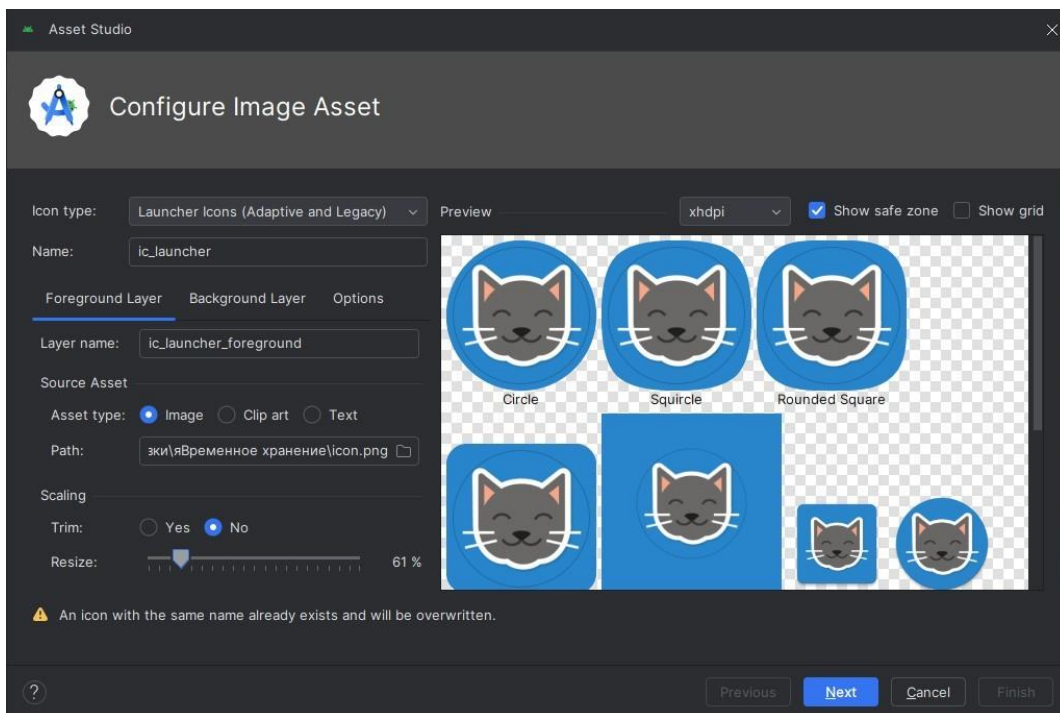 Asset Studio
Configure Image Asset
Icon type: Launcher Icons (Adaptive and Legacy)
Name: ic_launcher
Foreground Layer Background Layer Options
Layer name: ic_launcher_foreground
Source Asset
Asset type: Image Clip art Text
Path: зки\яВременное хранение\icon.png
Scaling
Trim: Yes No
Resize: 61 %
Preview xhdpi Show safe zone Show grid
Circle Squircle Rounded Square
An icon with the same name already exists and will be overwritten.
? Previous Next Cancel Finish